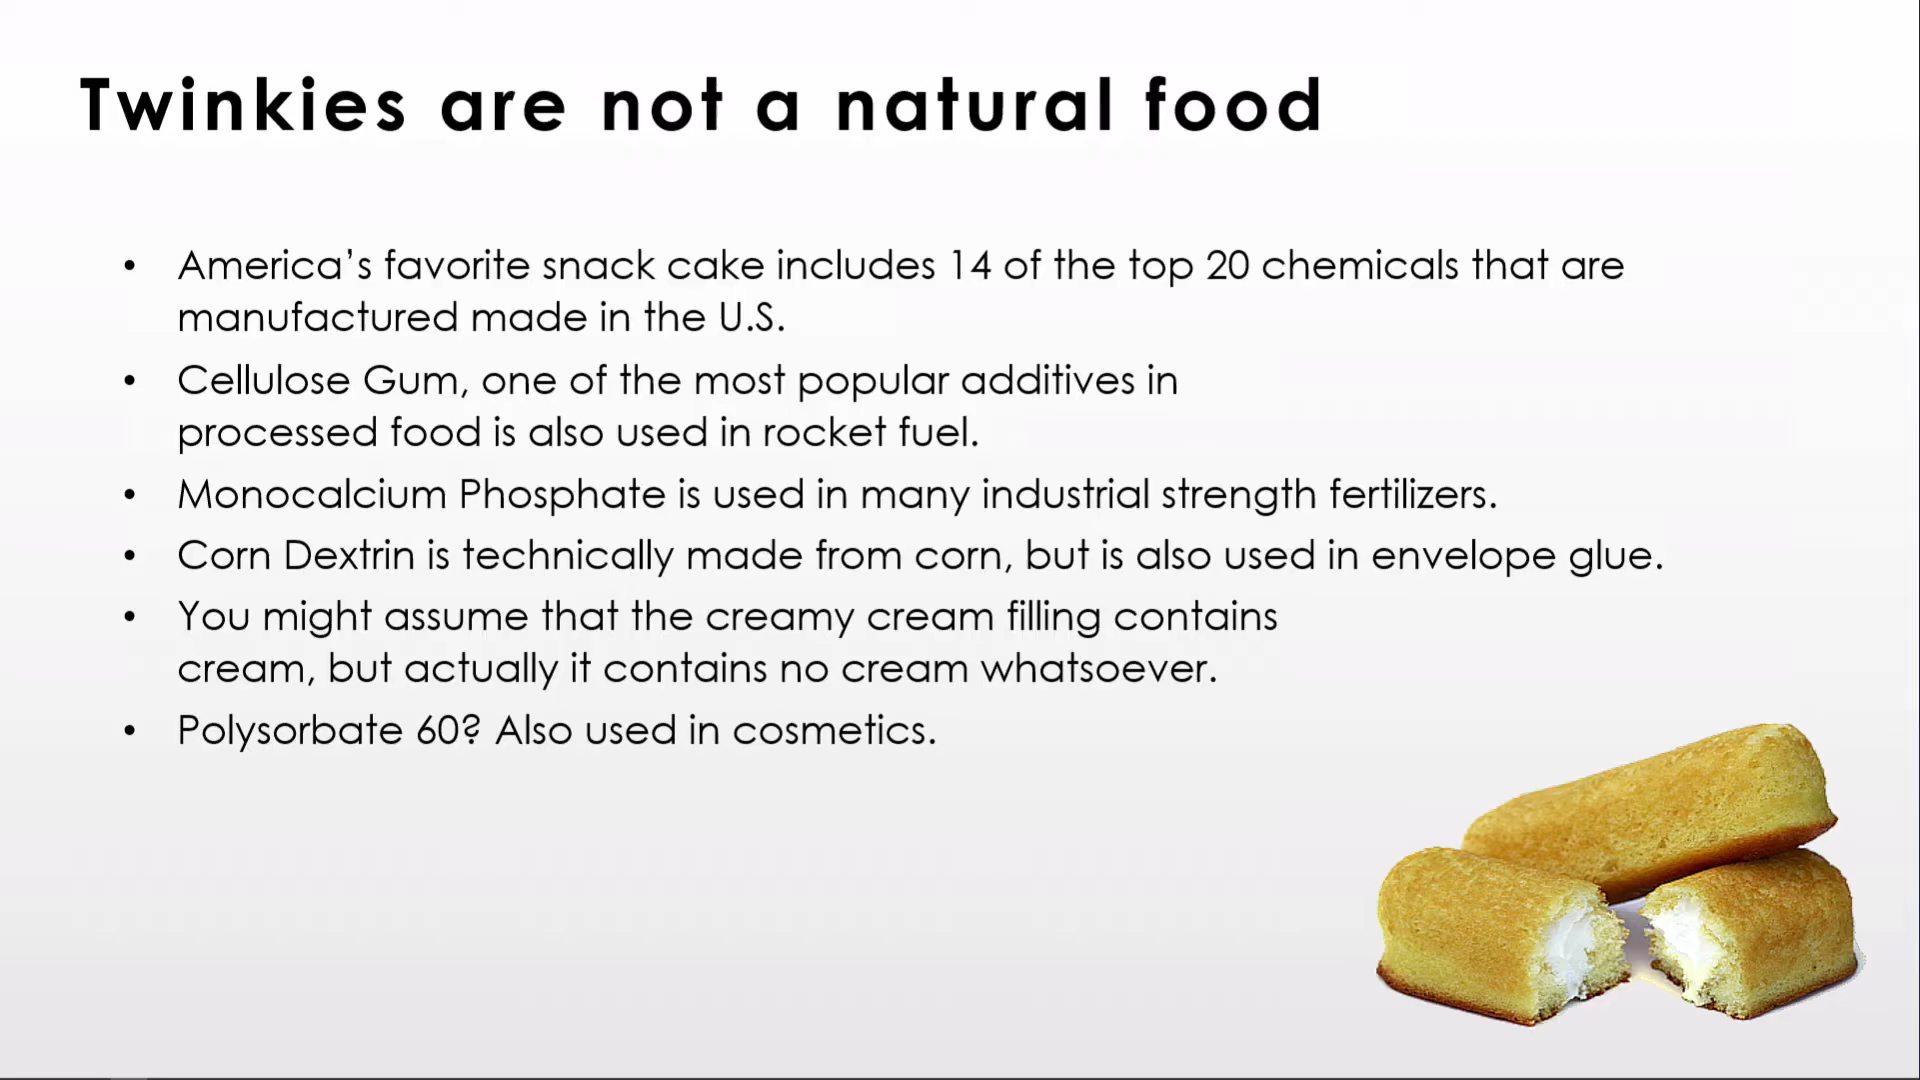 Twinkies are not a natural food
• America’s favorite snack cake includes 14 of the top 20 chemicals that are
manufactured made in the U.S.
• Cellulose Gum, one of the most popular additives in
processed food is also used in rocket fuel.
• Monocalcium Phosphate is used in many industrial strength fertilizers.
• Corn Dextrin is technically made from corn, but is also used in envelope glue.
• You might assume that the creamy cream filling contains
cream, but actually it contains no cream whatsoever.
• Polysorbate 60? Also used in cosmetics.